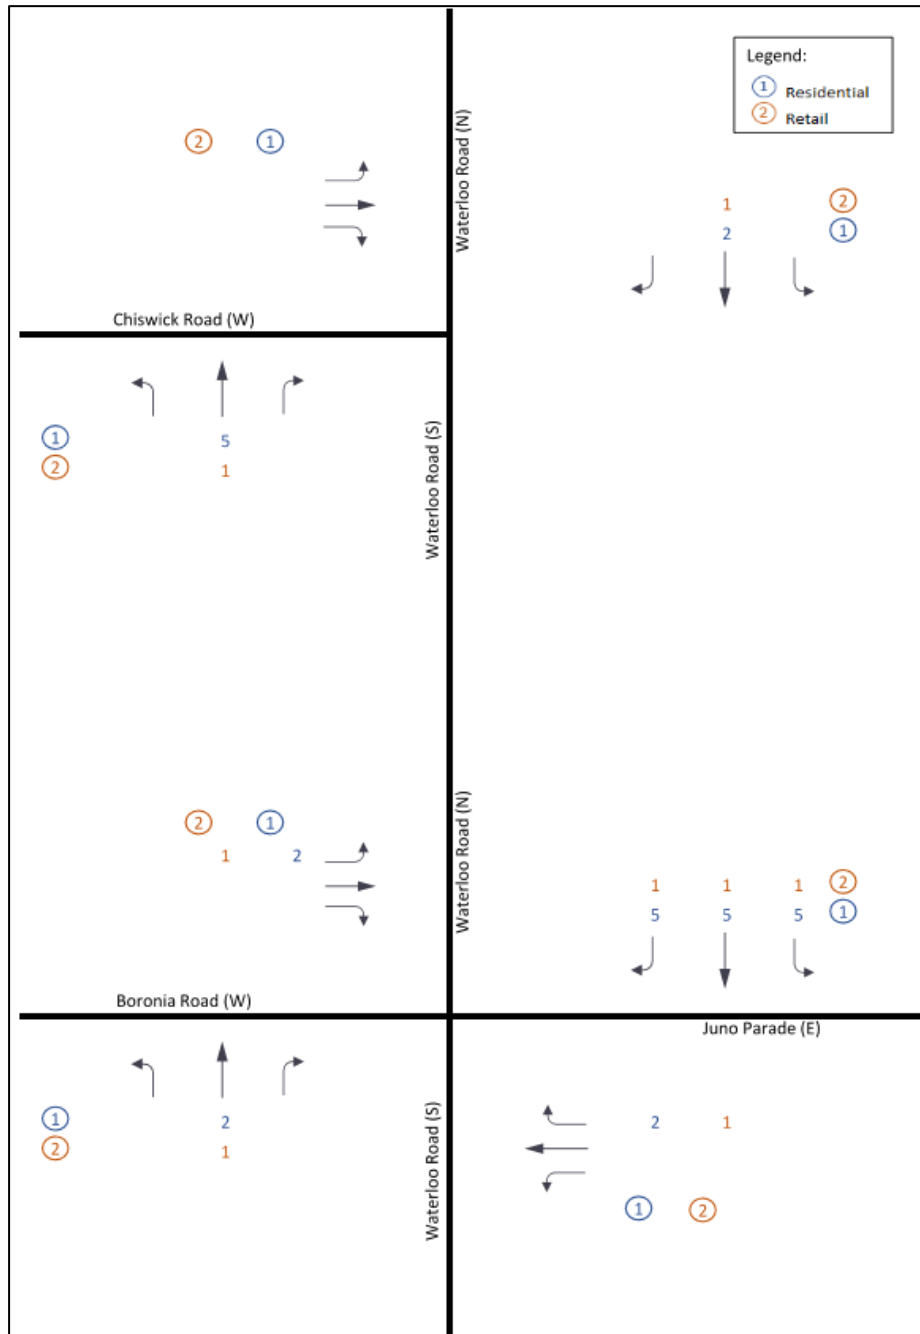 Legend:
1 Residential
2 Retail
Waterloo Road (N)
2 1
1 2
2 1
Chiswick Road (W)
1 5
2 1
Waterloo Road (S)
2 1
1 2
Waterloo Road (N)
1 1 1 2
5 5 5 1
Boronia Road (W)
Juno Parade (E)
1 2
2 1
Waterloo Road (S)
2 1
1 2